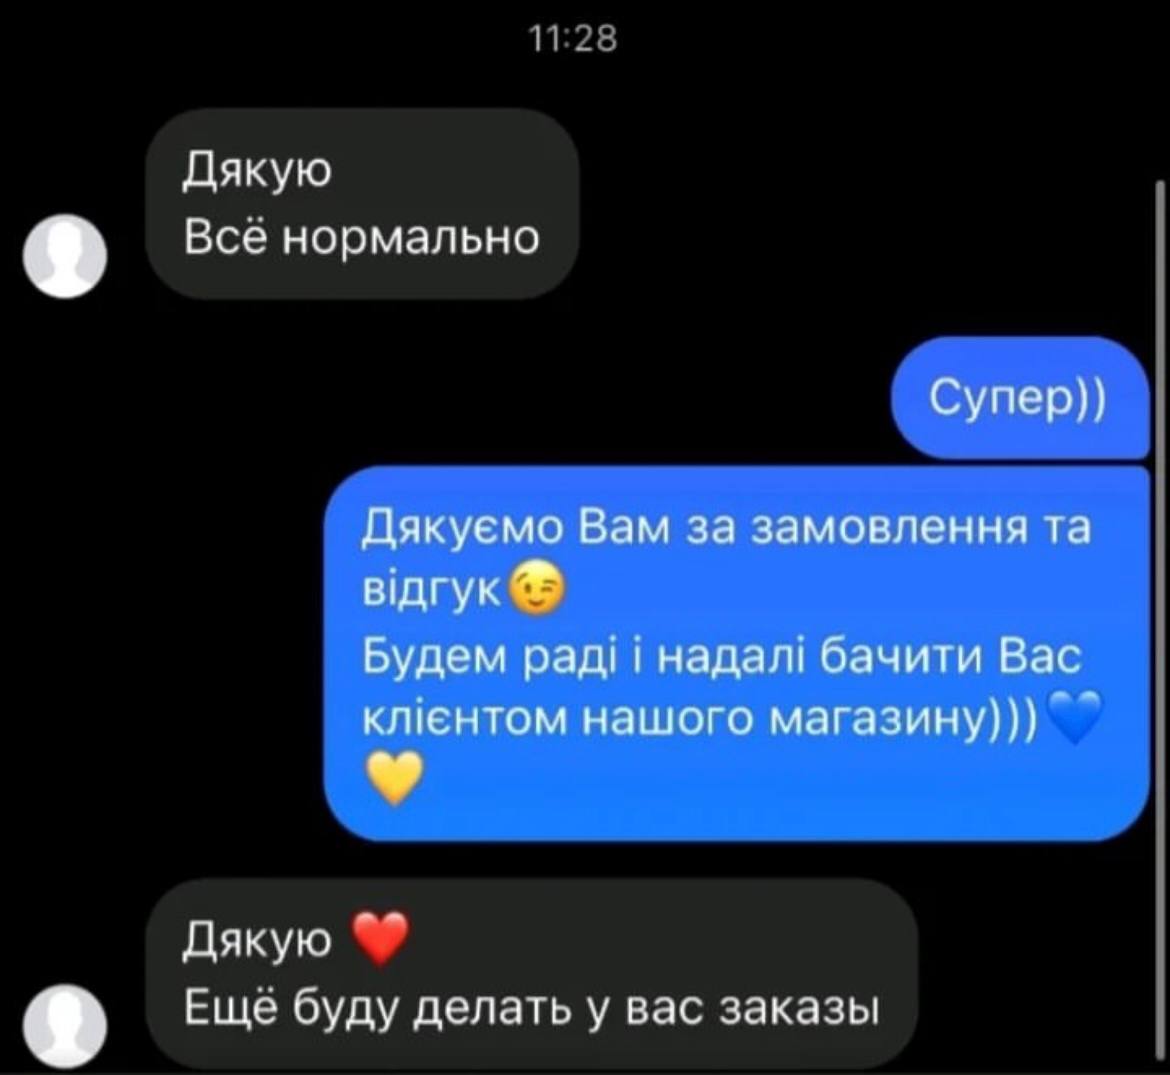 11:28
Дякую
Всё нормально
Супер))
Дякуємо Вам за замовлення та
відгук😉
Будем раді і надалі бачити Вас
клієнтом нашого магазину)))💙
💛
Дякую ❤️
Ещё буду делать у вас заказы